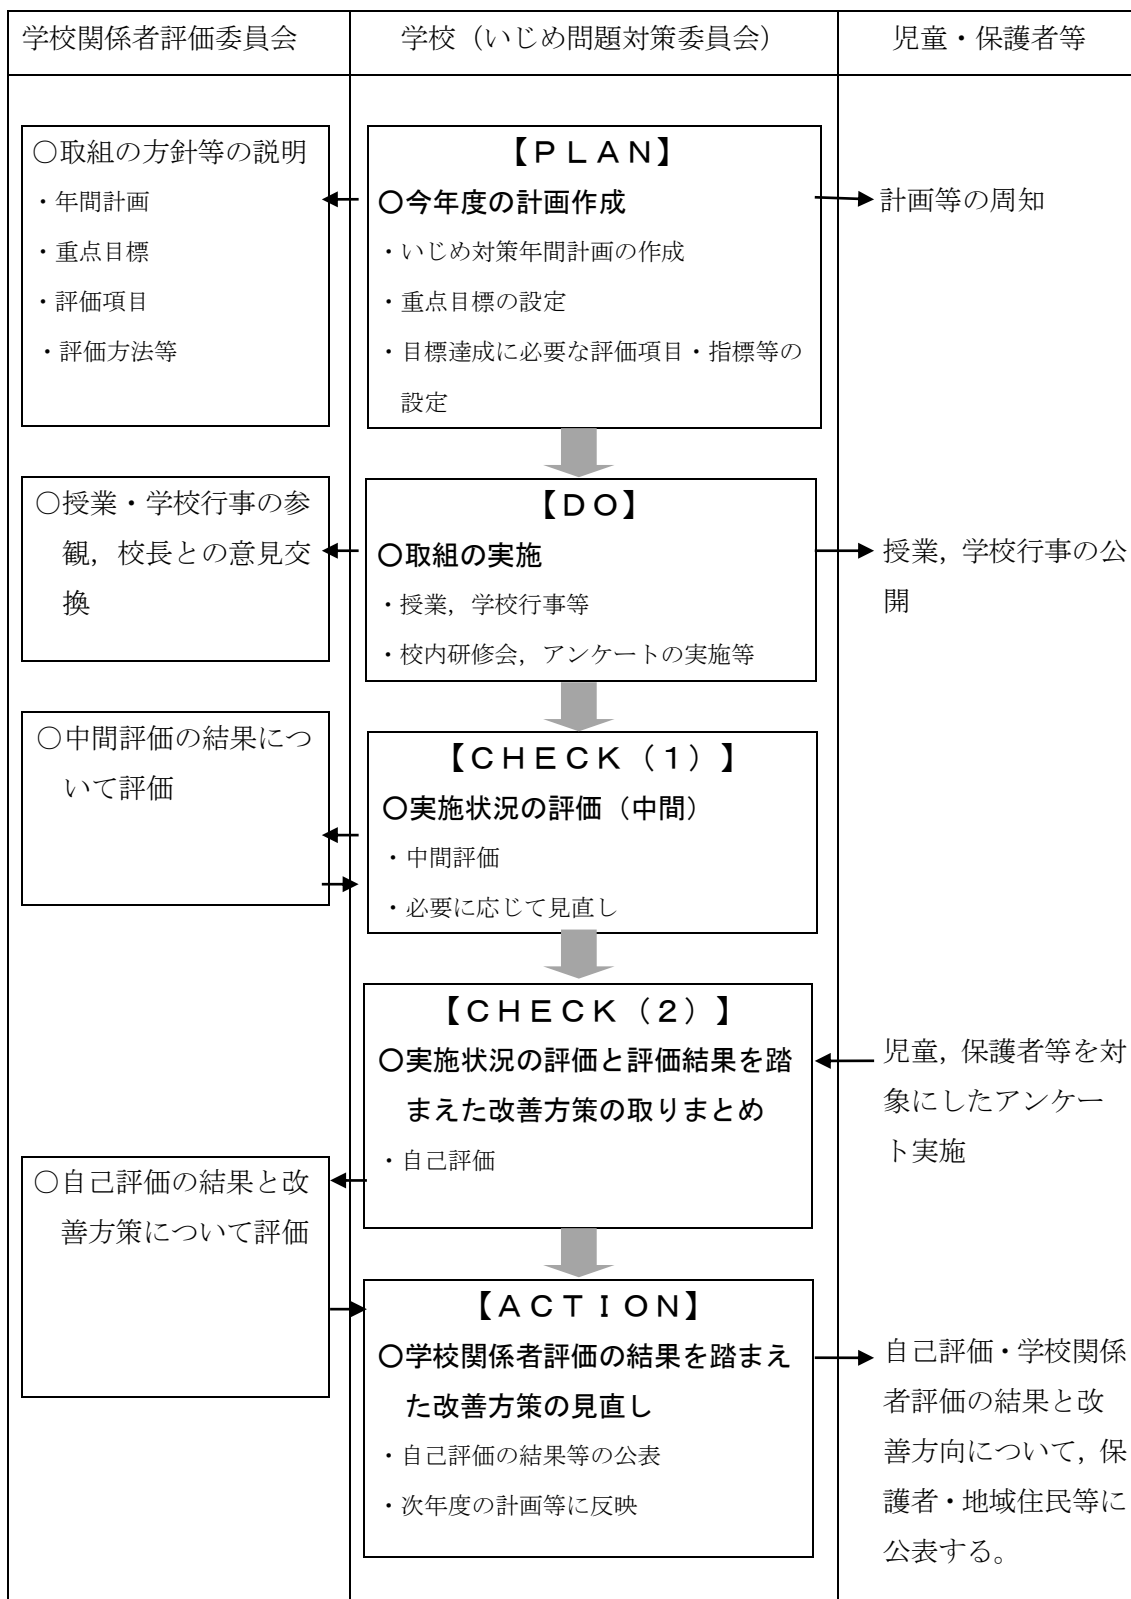 学校関係者評価委員会
学校（いじめ問題対策委員会）
児童・保護者等
○取組の方針等の説明
・年間計画
・重点目標
・評価項目
・評価方法等
【ＰＬＡＮ】
○今年度の計画作成
・いじめ対策年間計画の作成
・重点目標の設定
・目標達成に必要な評価項目・指標等の
設定
計画等の周知
○授業・学校行事の参
観，校長との意見交
換
【ＤＯ】
○取組の実施
・授業，学校行事等
・校内研修会，アンケートの実施等
授業，学校行事の公
開
○中間評価の結果につ
いて評価
【ＣＨＥＣＫ（１）】
○実施状況の評価（中間）
・中間評価
・必要に応じて見直し
【ＣＨＥＣＫ（２）】
○実施状況の評価と評価結果を踏
まえた改善方策の取りまとめ
・自己評価
児童，保護者等を対
象にしたアンケー
ト実施
○自己評価の結果と改
善方策について評価
【ＡＣＴＩＯＮ】
○学校関係者評価の結果を踏まえ
た改善方策の見直し
・自己評価の結果等の公表
・次年度の計画等に反映
自己評価・学校関係
者評価の結果と改
善方向について，保
護者・地域住民等に
公表する。